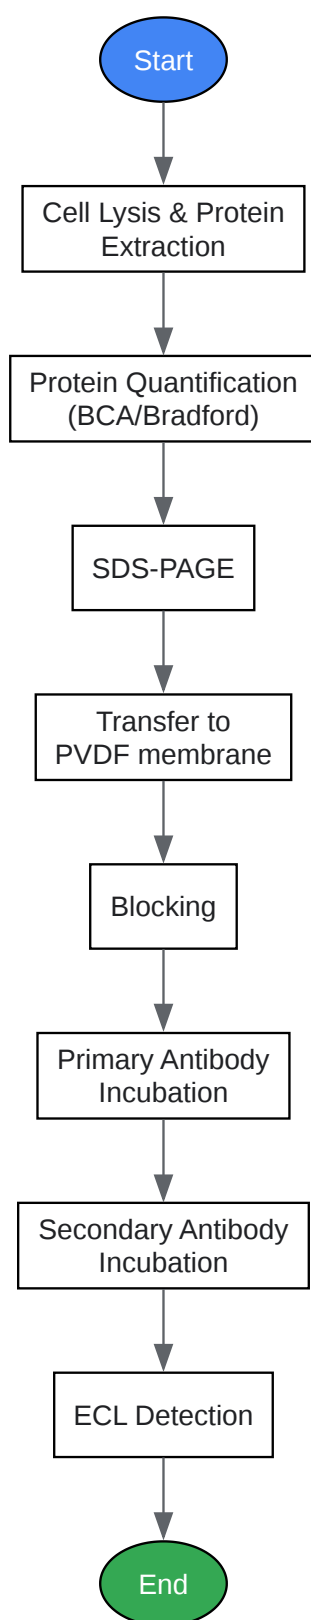 Start
Cell Lysis & Protein
Extraction
Protein Quantification
(BCA/Bradford)
SDS-PAGE
Transfer to
PVDF membrane
Blocking
Primary Antibody
Incubation
Secondary Antibody
Incubation
ECL Detection
End